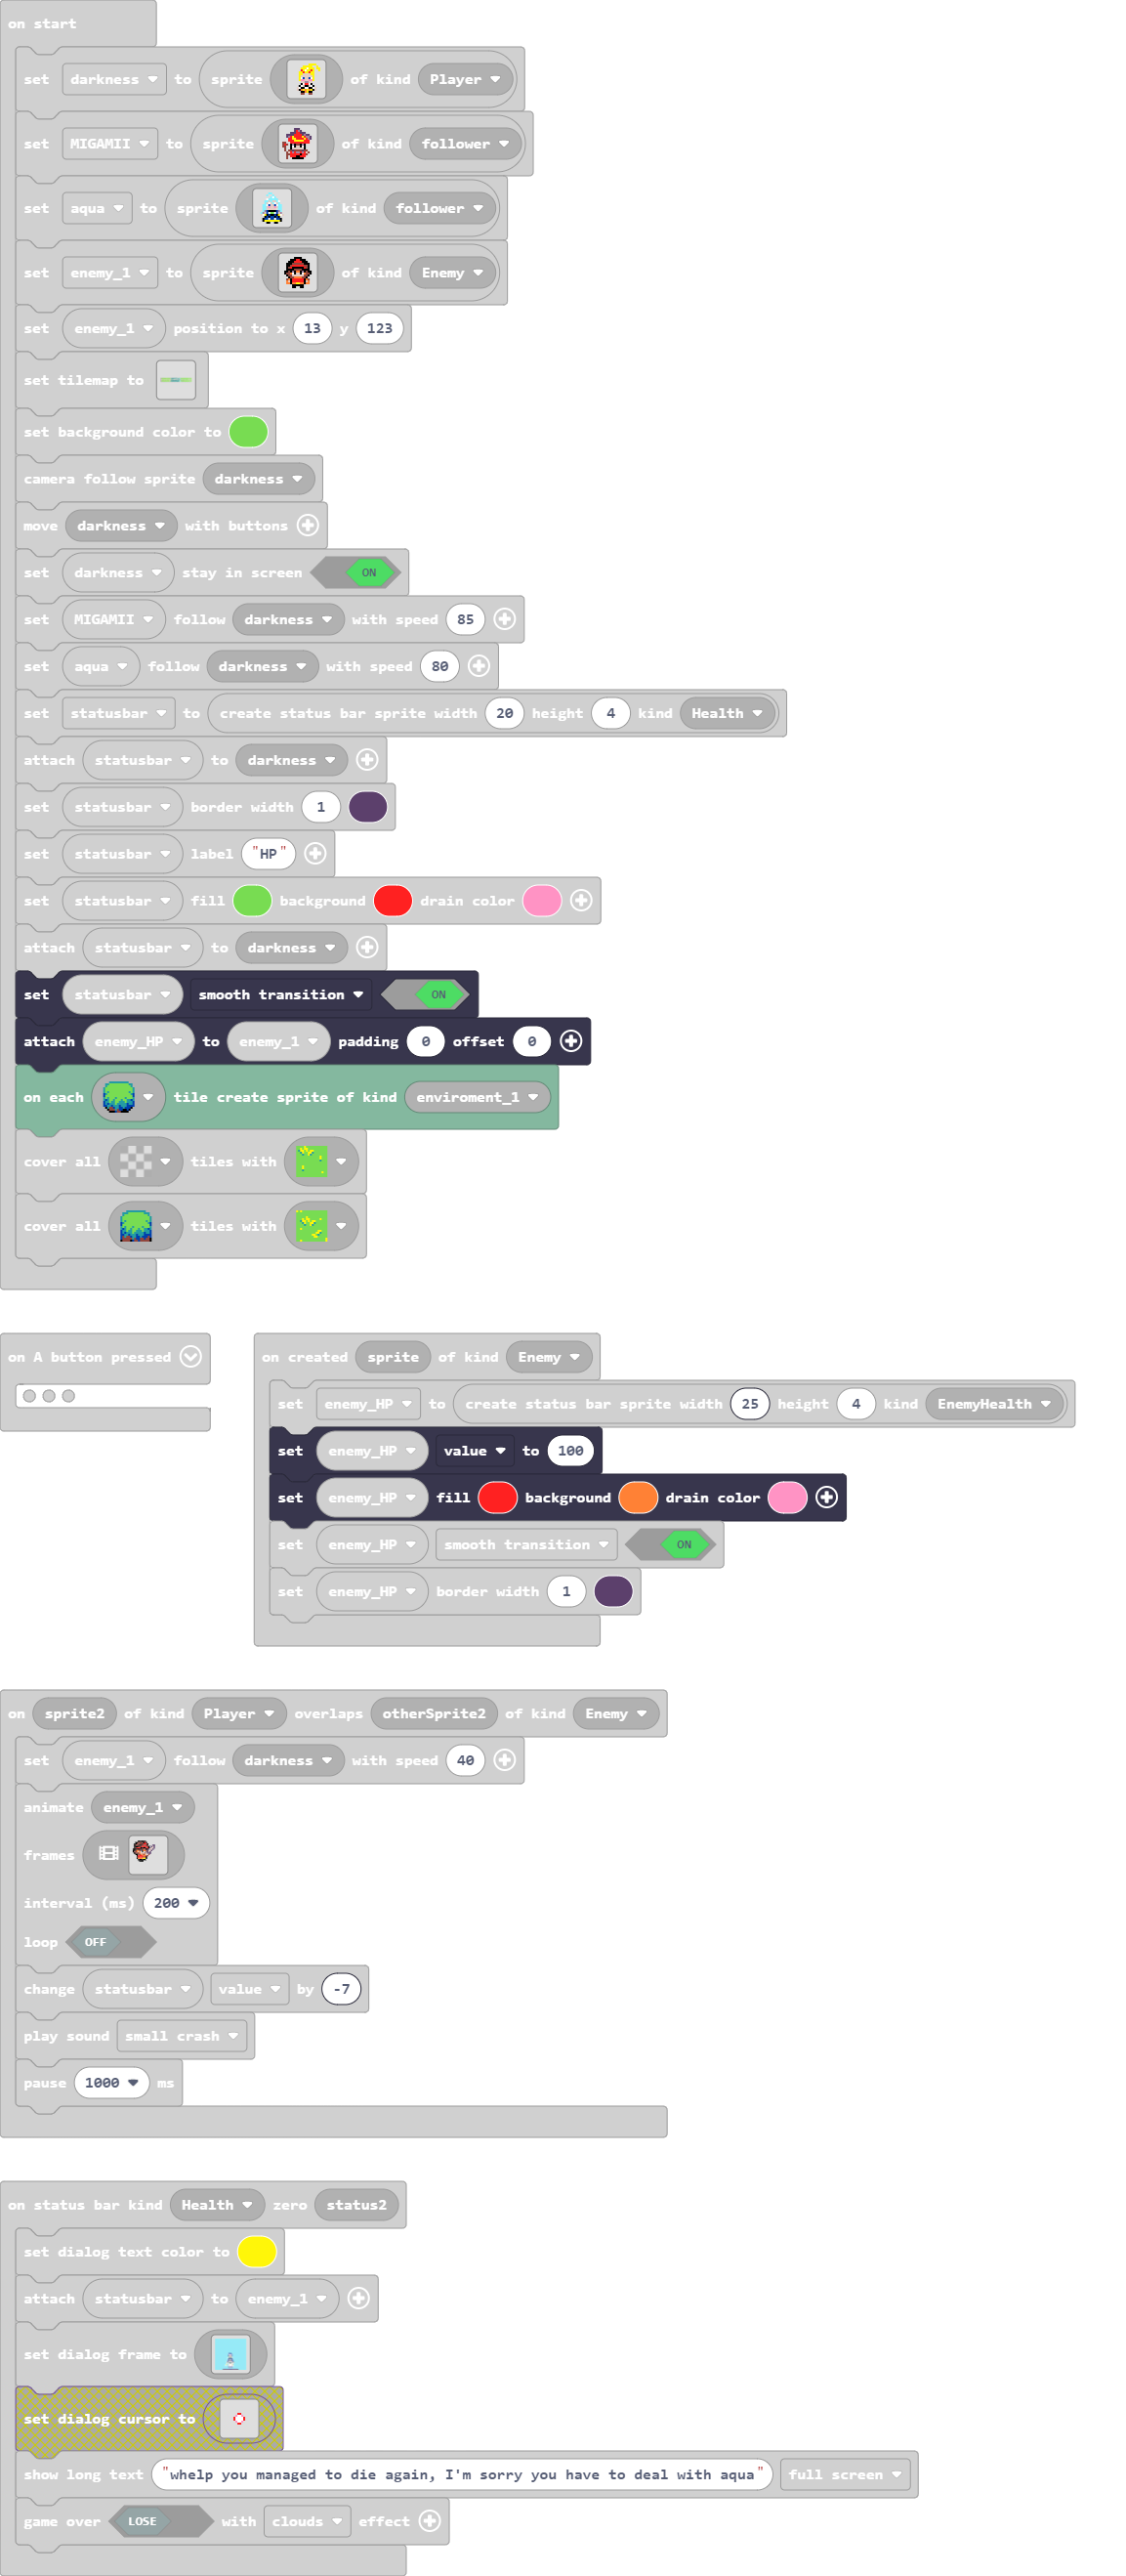 on start
set darkness to sprite of kind Player
set MIGAMII to sprite of kind follower
set aqua to sprite of kind follower
set enemy_1 to sprite of kind Enemy
set enemy_1 position to x 13 y 123
set tilemap to
set background color to
camera follow sprite darkness
move darkness with buttons
set darkness stay in screen ON
set MIGAMII follow darkness with speed 85
set aqua follow darkness with speed 80
set statusbar to create status bar sprite width 20 height 4 kind Health
attach statusbar to darkness
set statusbar border width 1
set statusbar label "HP"
set statusbar fill background drain color
attach statusbar to darkness
set statusbar smooth transition ON
attach enemy_HP to enemy_1 padding 0 offset 0
on each tile create sprite of kind enviroment_1
cover all tiles with
cover all tiles with
on A button pressed
on created sprite of kind Enemy
set enemy_HP to create status bar sprite width 25 height 4 kind EnemyHealth
set enemy_HP value to 100
set enemy_HP fill background drain color
set enemy_HP smooth transition ON
set enemy_HP border width 1
on sprite2 of kind Player overlaps otherSprite2 of kind Enemy
set enemy_1 follow darkness with speed 40
animate enemy_1
frames
interval (ms) 200
loop OFF
change statusbar value by -7
play sound small crash
pause 1000 ms
on status bar kind Health zero status2
set dialog text color to
attach statusbar to enemy_1
set dialog frame to
set dialog cursor to
show long text "whelp you managed to die again, I'm sorry you have to deal with aqua" full screen
game over LOSE with clouds effect